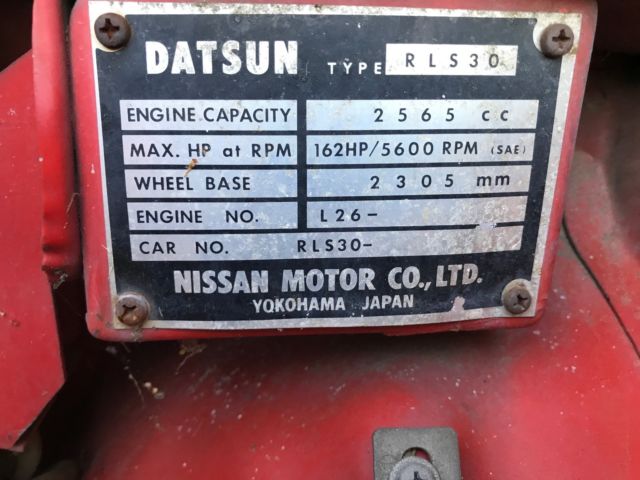 DATSUN TYPE RLS30
ENGINE CAPACITY 2565 cc
MAX. HP at RPM 162HP/5600 RPM (SAE)
WHEEL BASE 2305 mm
ENGINE NO. L26-
CAR NO. RLS30-
NISSAN MOTOR CO., LTD.
YOKOHAMA JAPAN